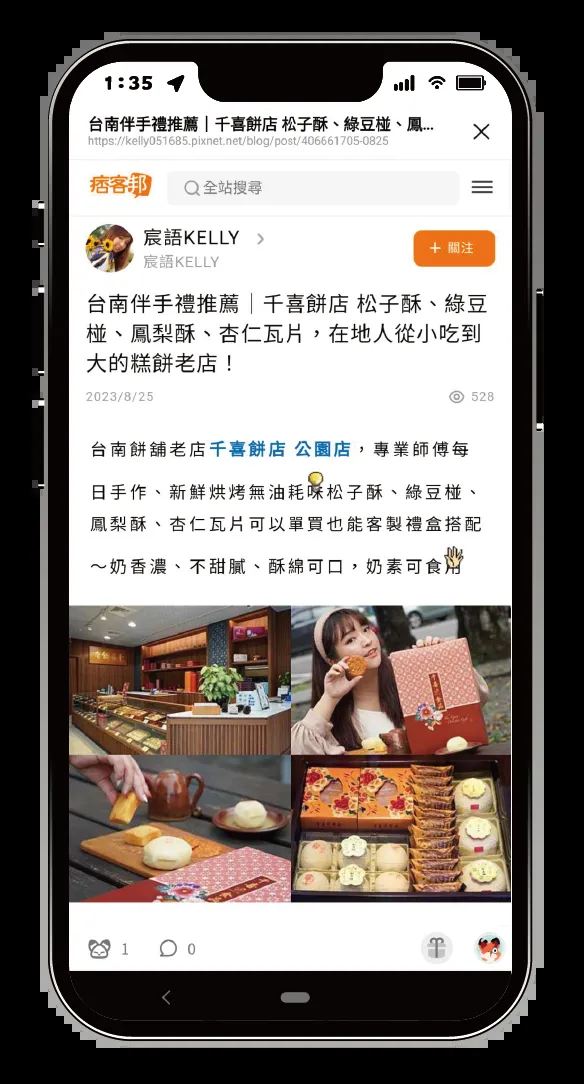 1:35
台南伴手禮推薦｜千喜餅店 松子酥、綠豆椪、鳳...
https://kelly051685.pixnet.net/blog/post/406661705-0825
痞客邦
全站搜尋
宸語KELLY
宸語KELLY
+ 關注
台南伴手禮推薦｜千喜餅店 松子酥、綠豆
椪、鳳梨酥、杏仁瓦片，在地人從小吃到
大的糕餅老店！
2023/8/25
528
台南餅舖老店千喜餅店 公園店，專業師傅每
日手作、新鮮烘烤無油耗味松子酥、綠豆椪、
鳳梨酥、杏仁瓦片可以單買也能客製禮盒搭配
～奶香濃、不甜膩、酥綿可口，奶素可食用
1
0